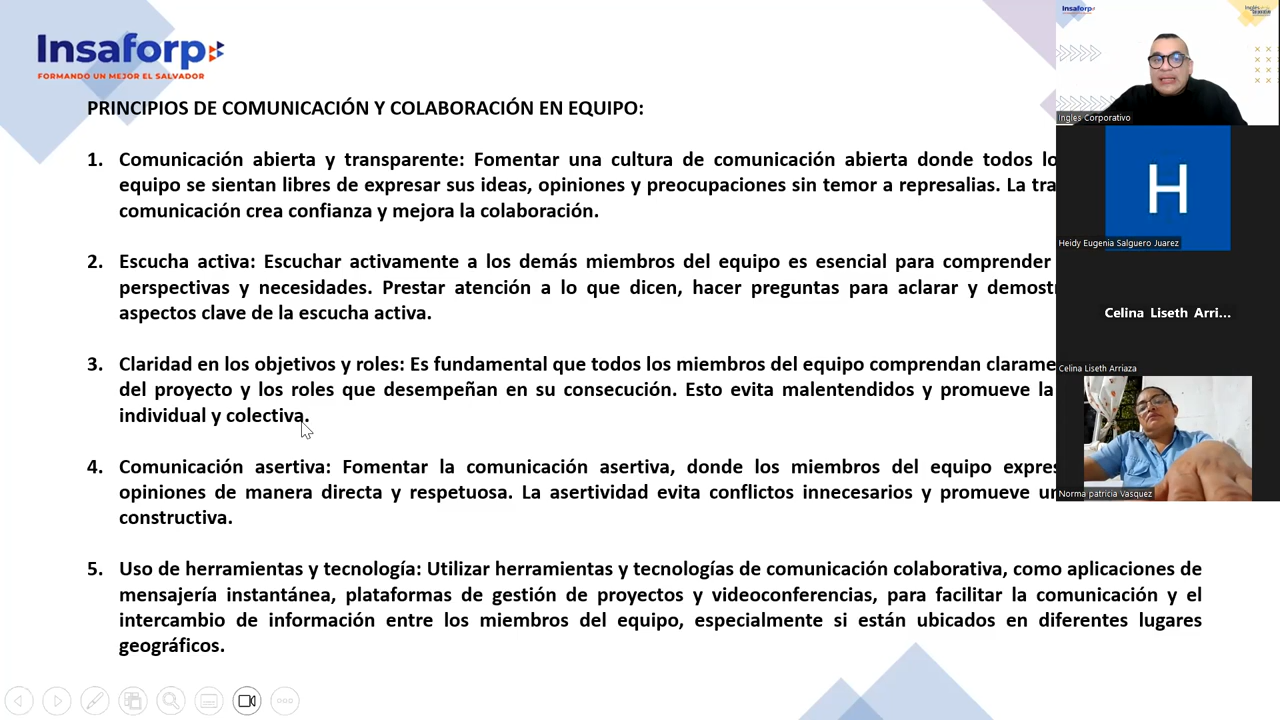 Insaforp
FORMANDO UN MEJOR EL SALVADOR
PRINCIPIOS DE COMUNICACIÓN Y COLABORACIÓN EN EQUIPO:
1. Comunicación abierta y transparente: Fomentar una cultura de comunicación abierta donde todos
equipo se sientan libres de expresar sus ideas, opiniones y preocupaciones sin temor a represalias. La
comunicación crea confianza y mejora la colaboración.
2. Escucha activa: Escuchar activamente a los demás miembros del equipo es esencial para comprender
perspectivas y necesidades. Prestar atención a lo que dicen, hacer preguntas para aclarar y
aspectos clave de la escucha activa.
3. Claridad en los objetivos y roles: Es fundamental que todos los miembros del equipo comprendan
del proyecto y los roles que desempeñan en su consecución. Esto evita malentendidos y promueve la
individual y colectiva.
4. Comunicación asertiva: Fomentar la comunicación asertiva, donde los miembros del equipo
opiniones de manera directa y respetuosa. La asertividad evita conflictos innecesarios y promueve
constructiva.
5. Uso de herramientas y tecnología: Utilizar herramientas y tecnologías de comunicación colaborativa, como aplicaciones de
mensajería instantánea, plataformas de gestión de proyectos y videoconferencias, para facilitar la comunicación y el
intercambio de información entre los miembros del equipo, especialmente si están ubicados en diferentes lugares
geográficos.
Insaforp
Ingles Corporativo
H
Heidy Eugenia Salguero Juarez
Celina Liseth Arri...
Celina Liseth Arriaza
Norma patricia Vasquez